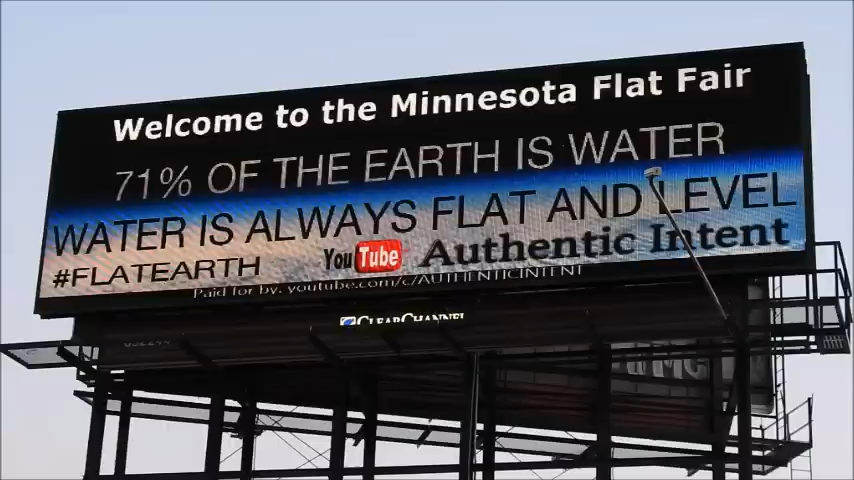 Welcome to the Minnesota Flat Fair
71% OF THE EARTH IS WATER
WATER IS ALWAYS FLAT AND LEVEL
#FLATEARTH YouTube Authentic Intent
Paid for by: youtube.com/c/AUTHENTICINTENT
CLEARCHANNEL